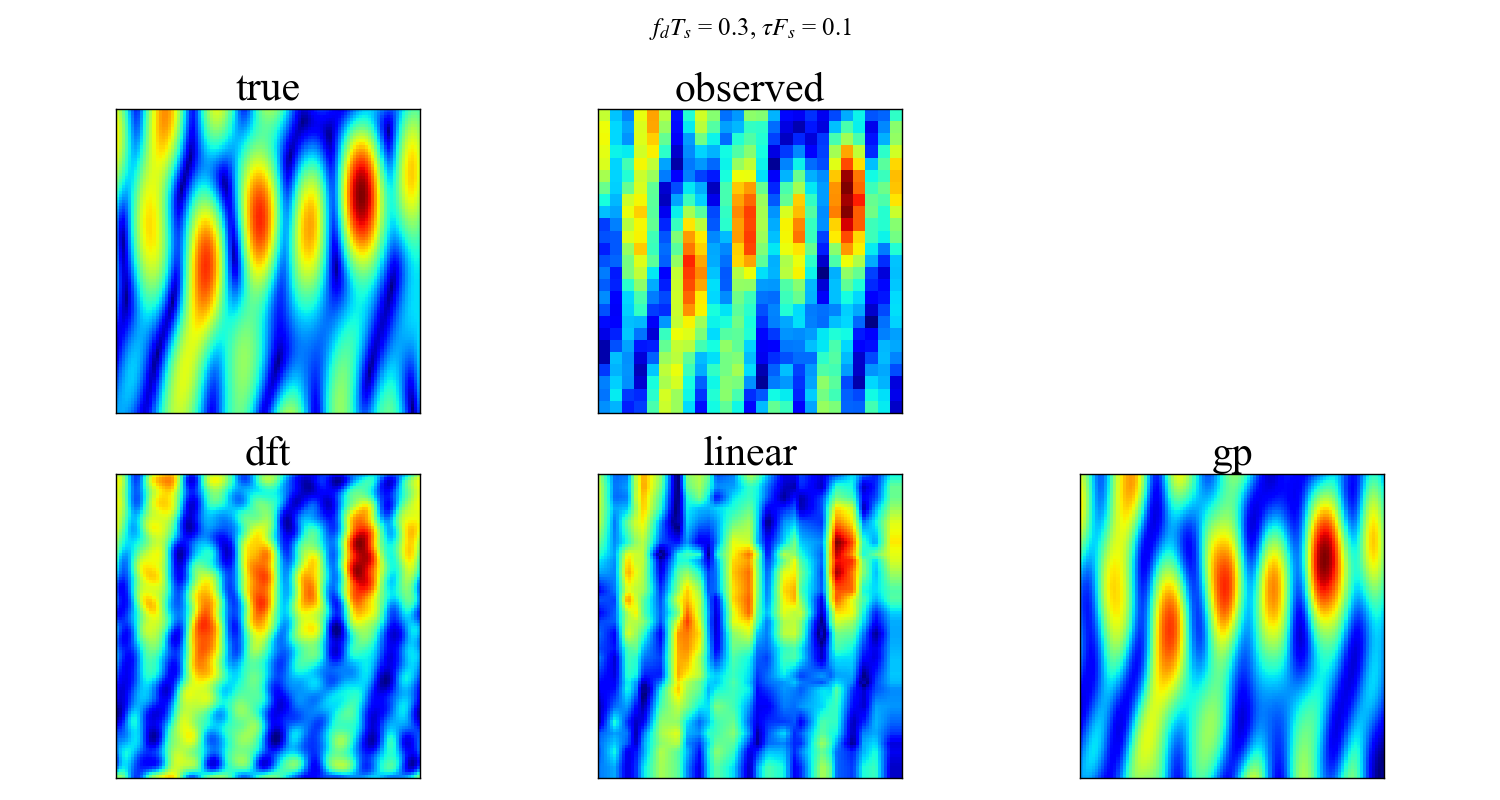 f_dT_s = 0.3, τF_s = 0.1
true
observed
dft
linear
gp